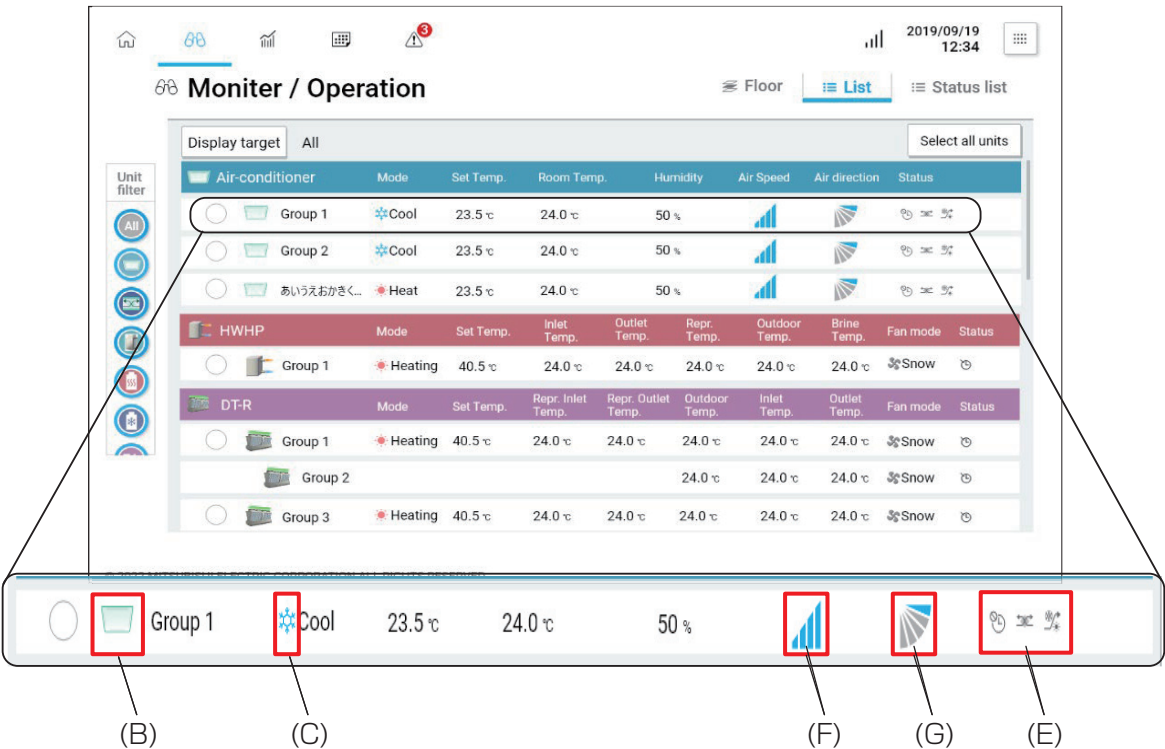 3
2019/09/19
12:34
Moniter / Operation
Floor
List
Status list
Display target All
Select all units
Unit
filter
All
Air-conditioner Mode Set Temp. Room Temp. Humidity Air Speed Air direction Status
Group 1 Cool 23.5 ℃ 24.0 ℃ 50 %
Group 2 Cool 23.5 ℃ 24.0 ℃ 50 %
あいうえおかきく... Heat 23.5 ℃ 24.0 ℃ 50 %
HWHP Mode Set Temp. Inlet Temp. Outlet Temp. Repr. Temp. Outdoor Temp. Brine Temp. Fan mode Status
Group 1 Heating 40.5 ℃ 24.0 ℃ 24.0 ℃ 24.0 ℃ 24.0 ℃ 24.0 ℃ Snow
DT-R Mode Set Temp. Repr. Inlet Temp. Repr. Outlet Temp. Outdoor Temp. Inlet Temp. Outlet Temp. Fan mode Status
Group 1 Heating 40.5 ℃ 24.0 ℃ 24.0 ℃ 24.0 ℃ 24.0 ℃ 24.0 ℃ Snow
Group 2 24.0 ℃ 24.0 ℃ 24.0 ℃ Snow
Group 3 Heating 40.5 ℃ 24.0 ℃ 24.0 ℃ 24.0 ℃ 24.0 ℃ 24.0 ℃ Snow
MITSUBISHI ELECTRIC CORPORATION ALL RIGHTS RESERVED
Group 1 Cool 23.5 ℃ 24.0 ℃ 50 %
(B) (C) (F) (G) (E)